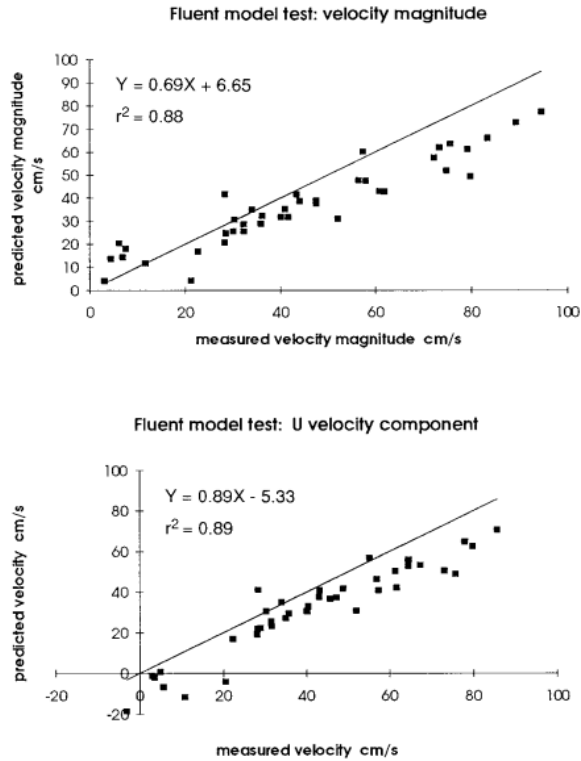 Fluent model test: velocity magnitude
predicted velocity magnitude
cm/s
100
90
80
70
60
50
40
30
20
10
0
Y = 0.69X + 6.65
r² = 0.88
0 20 40 60 80 100
measured velocity magnitude cm/s
Fluent model test: U velocity component
predicted velocity cm/s
100
80
60
40
20
0
-20
Y = 0.89X - 5.33
r² = 0.89
-20 0 20 40 60 80 100
measured velocity cm/s